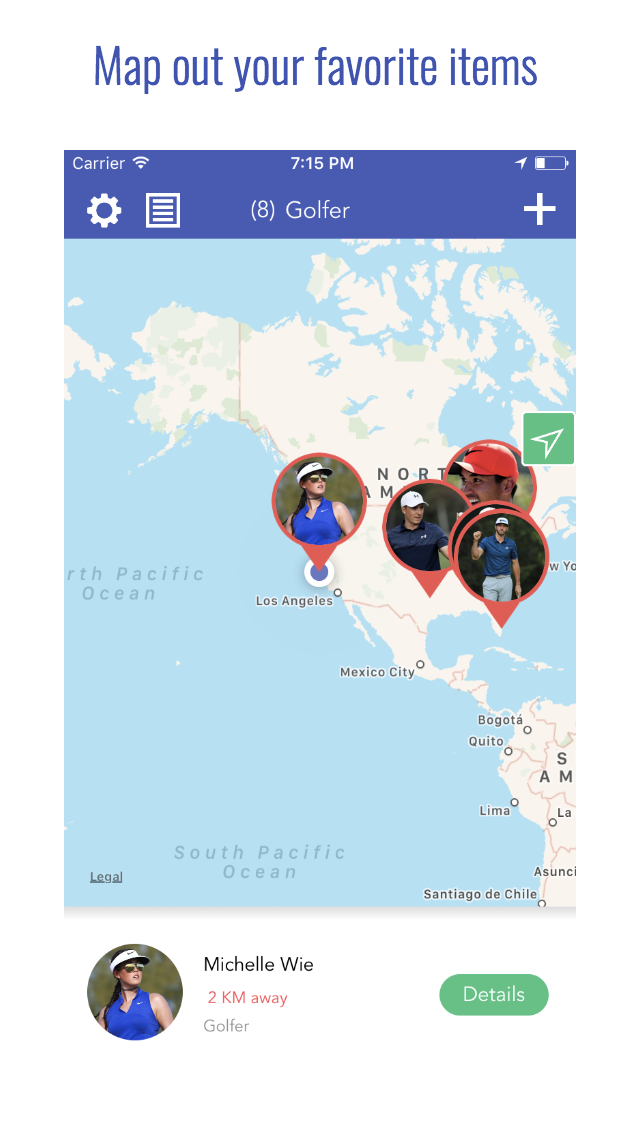 Map out your favorite items
Carrier
7:15 PM
(8) Golfer
NORT
AM
rth Pacific
Ocean
w Yo
Los Angeles
Mexico City
Bogotá
Quito
S
AM
Lima
La
South Pacific
Ocean
Legal
Asunci
Santiago de Chile
Michelle Wie
2 KM away
Golfer
Details